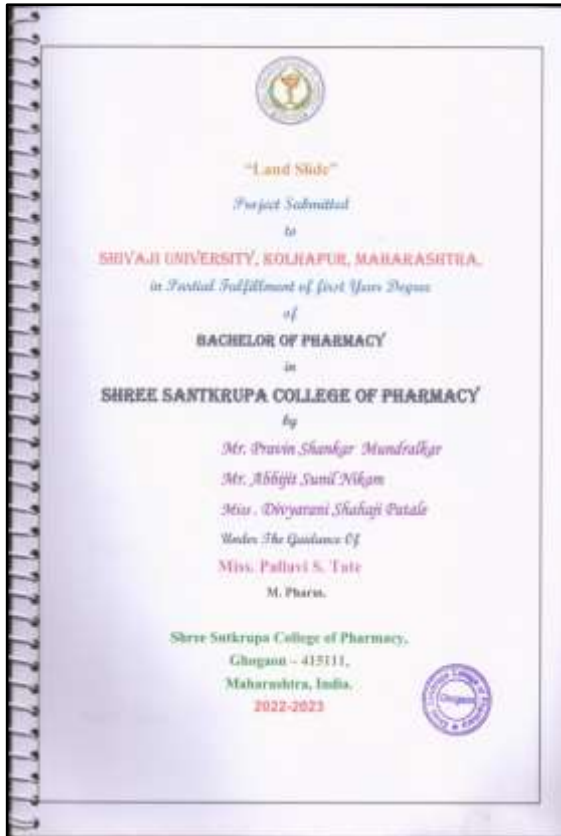 "Land Slide"
Project Submitted
to
SHIVAJI UNIVERSITY, KOLHAPUR, MAHARASHTRA,
in Partial Fulfillment of first Year Degree
of
BACHELOR OF PHARMACY
in
SHREE SANTKRUPA COLLEGE OF PHARMACY
by
Mr. Pravin Shankar Mundralkar
Mr. Abhijit Sunil Nikam
Miss . Divyarani Shahaji Patale
Under The Guidance Of
Miss. Pallavi S. Tate
M. Pharm.
Shree Sutkrupa College of Pharmacy,
Ghogaon – 415111,
Maharashtra, India.
2022-2023
Ghogaon